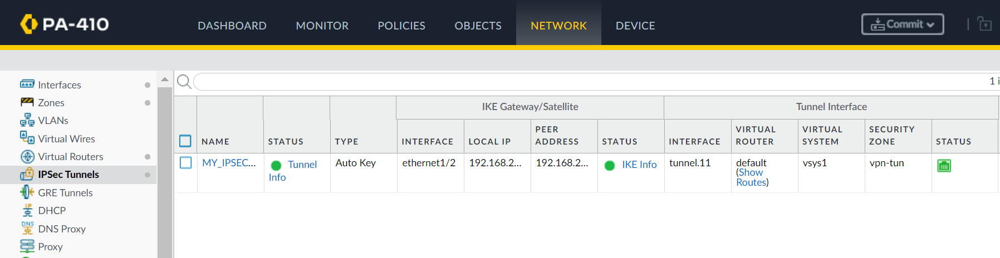 PA-410
DASHBOARD MONITOR POLICIES OBJECTS NETWORK DEVICE Commit
Interfaces
Zones
VLANs
Virtual Wires
Virtual Routers
IPSec Tunnels
GRE Tunnels
DHCP
DNS Proxy
Proxy
1 i
IKE Gateway/Satellite Tunnel Interface
NAME STATUS TYPE INTERFACE LOCAL IP PEER ADDRESS STATUS INTERFACE VIRTUAL ROUTER VIRTUAL SYSTEM SECURITY ZONE STATUS
MY_IPSEC... Tunnel Info Auto Key ethernet1/2 192.168.2... 192.168.2... IKE Info tunnel.11 default (Show Routes) vsys1 vpn-tun